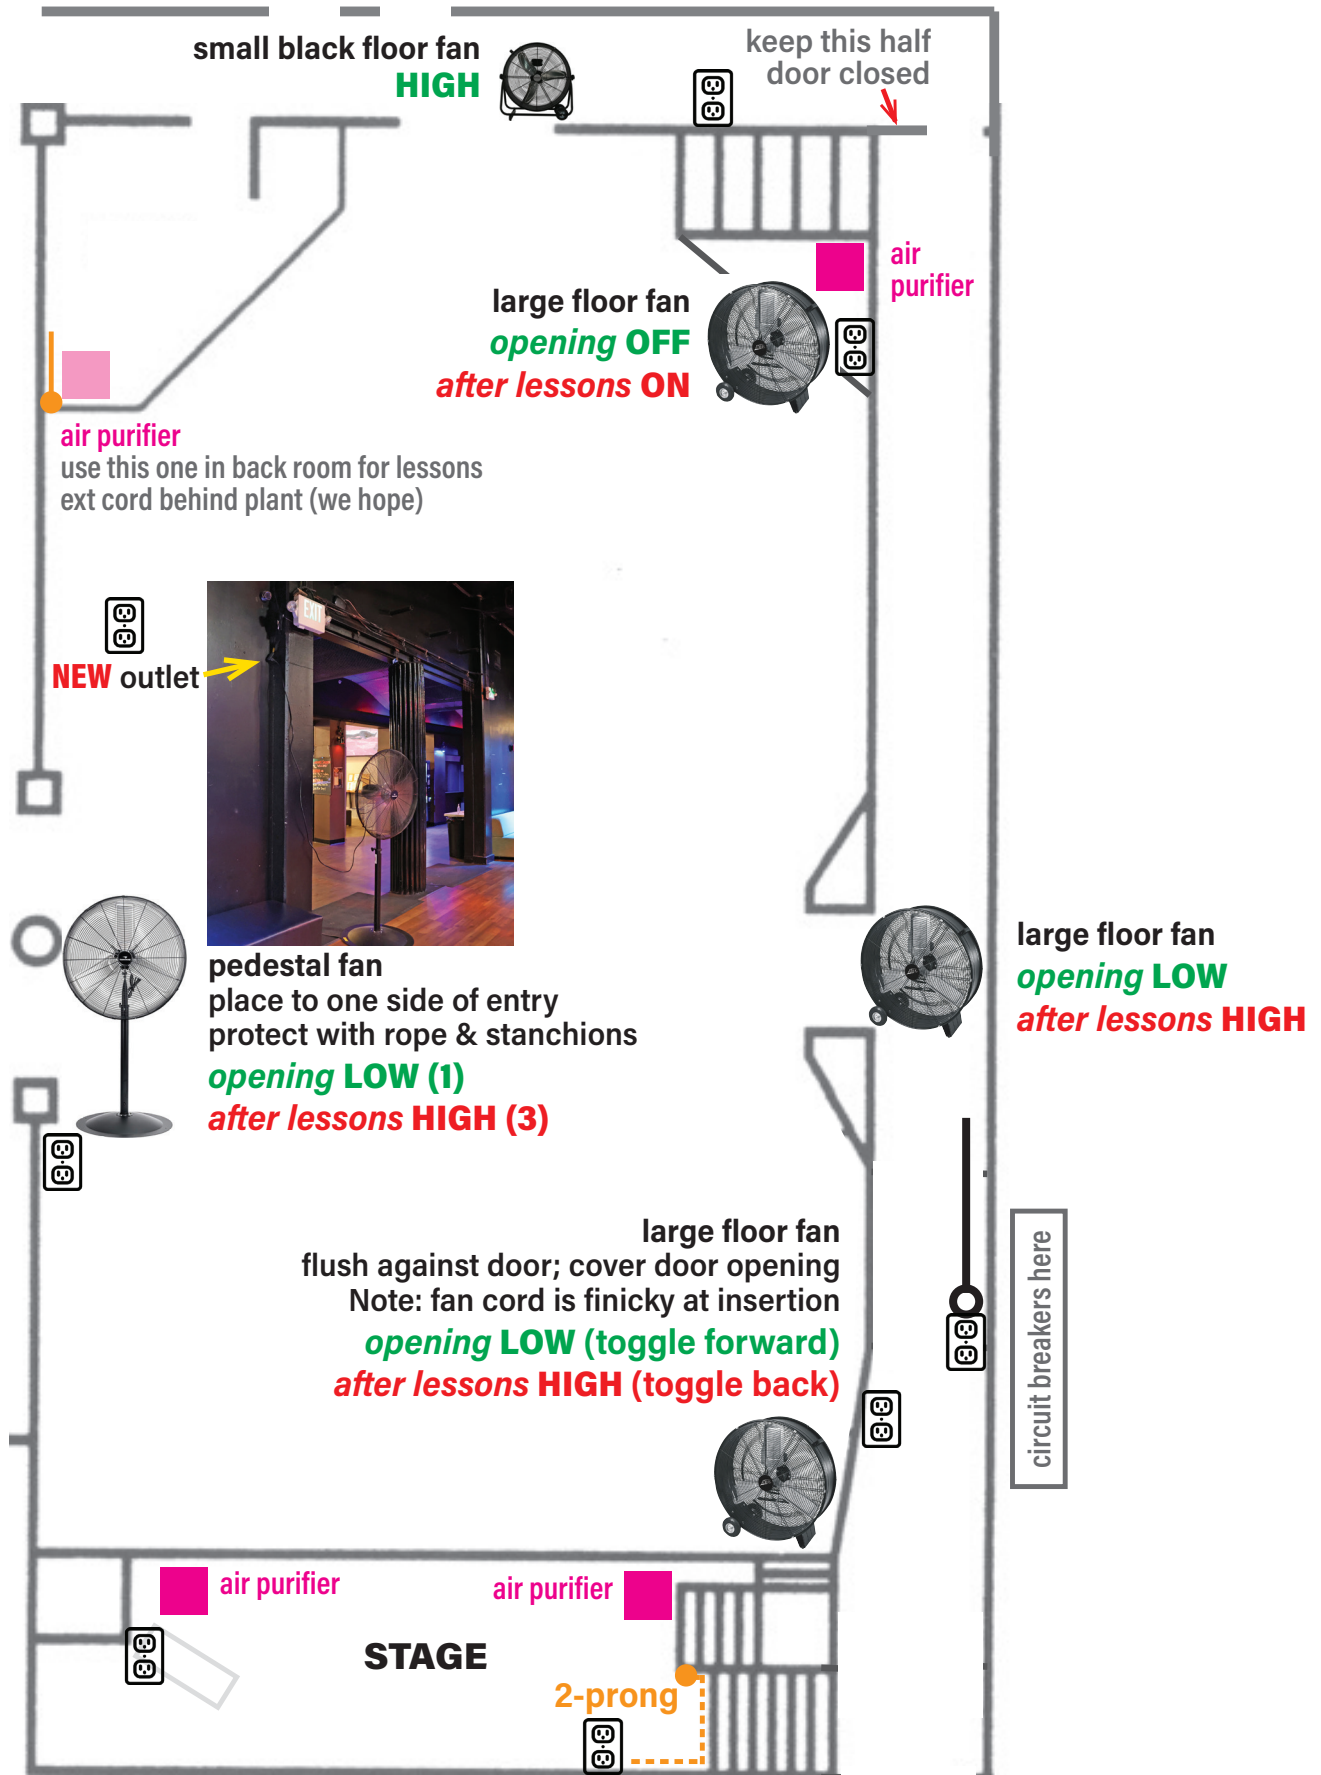 small black floor fan
HIGH
keep this half
door closed
air
purifier
large floor fan
opening OFF
after lessons ON
air purifier
use this one in back room for lessons
ext cord behind plant (we hope)
NEW outlet
EXIT
pedestal fan
place to one side of entry
protect with rope & stanchions
opening LOW (1)
after lessons HIGH (3)
large floor fan
opening LOW
after lessons HIGH
large floor fan
flush against door; cover door opening
Note: fan cord is finicky at insertion
opening LOW (toggle forward)
after lessons HIGH (toggle back)
circuit breakers here
air purifier
air purifier
STAGE
2-prong